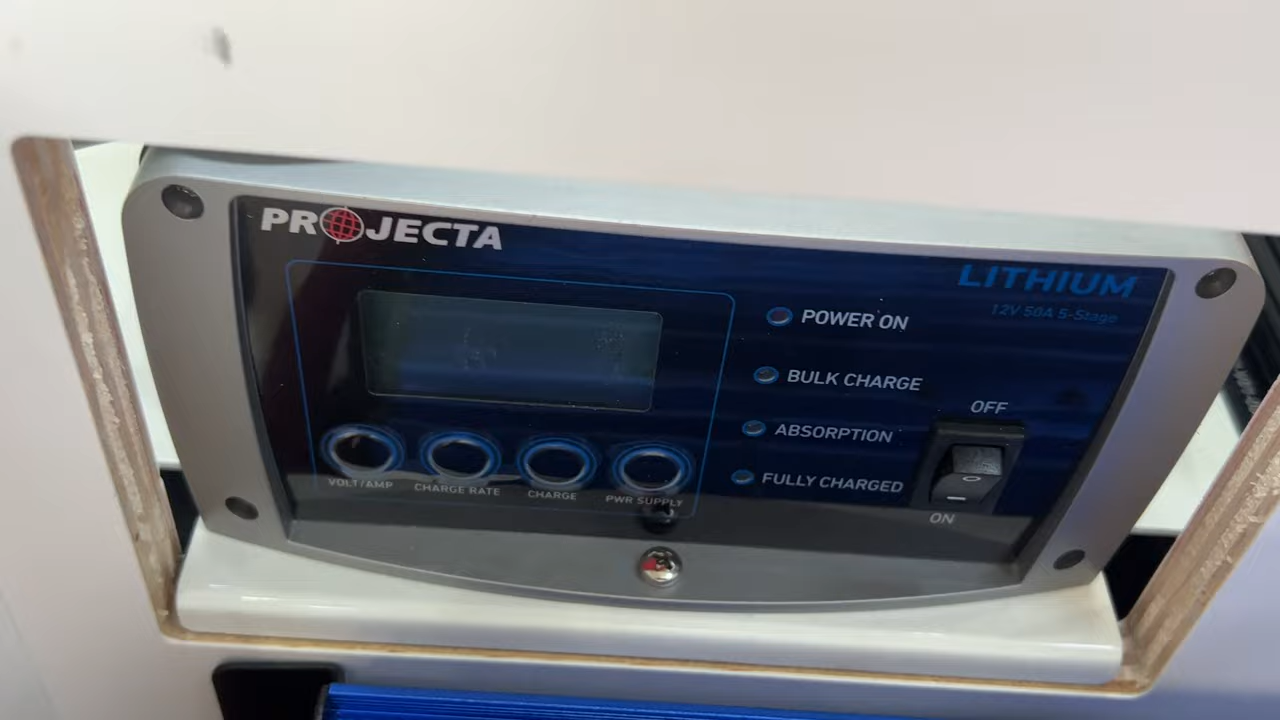 PROJECTA
LITHIUM
12V 50A 5-Stage
POWER ON
BULK CHARGE
ABSORPTION
FULLY CHARGED
VOLT/AMP
CHARGE RATE
CHARGE
PWR SUPPLY
OFF
ON